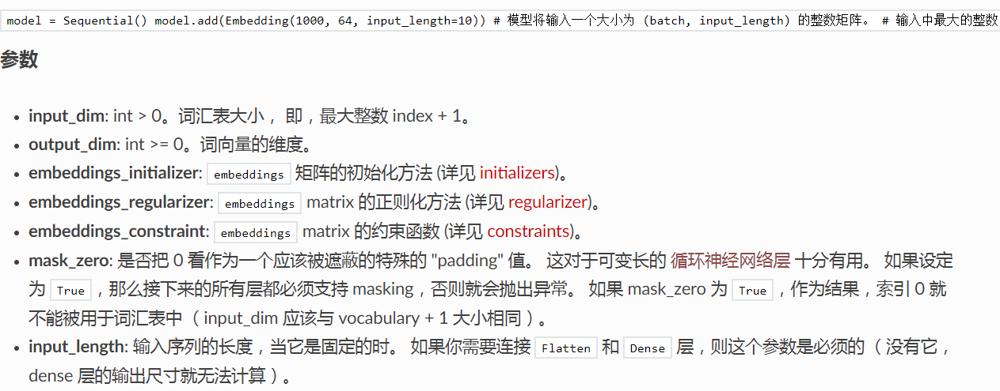 model = Sequential() model.add(Embedding(1000, 64, input_length=10)) # 模型将输入一个大小为 (batch, input_length) 的整数矩阵。 # 输入中最大的整数
参数
• input_dim: int > 0。词汇表大小， 即，最大整数 index + 1。
• output_dim: int >= 0。词向量的维度。
• embeddings_initializer: embeddings 矩阵的初始化方法 (详见 initializers)。
• embeddings_regularizer: embeddings matrix 的正则化方法 (详见 regularizer)。
• embeddings_constraint: embeddings matrix 的约束函数 (详见 constraints)。
• mask_zero: 是否把 0 看作为一个应该被遮蔽的特殊的 "padding" 值。 这对于可变长的 循环神经网络层 十分有用。 如果设定
为 True ，那么接下来的所有层都必须支持 masking，否则就会抛出异常。 如果 mask_zero 为 True ，作为结果，索引 0 就
不能被用于词汇表中 （input_dim 应该与 vocabulary + 1 大小相同）。
• input_length: 输入序列的长度，当它是固定的时。 如果你需要连接 Flatten 和 Dense 层，则这个参数是必须的 （没有它，
dense 层的输出尺寸就无法计算）。